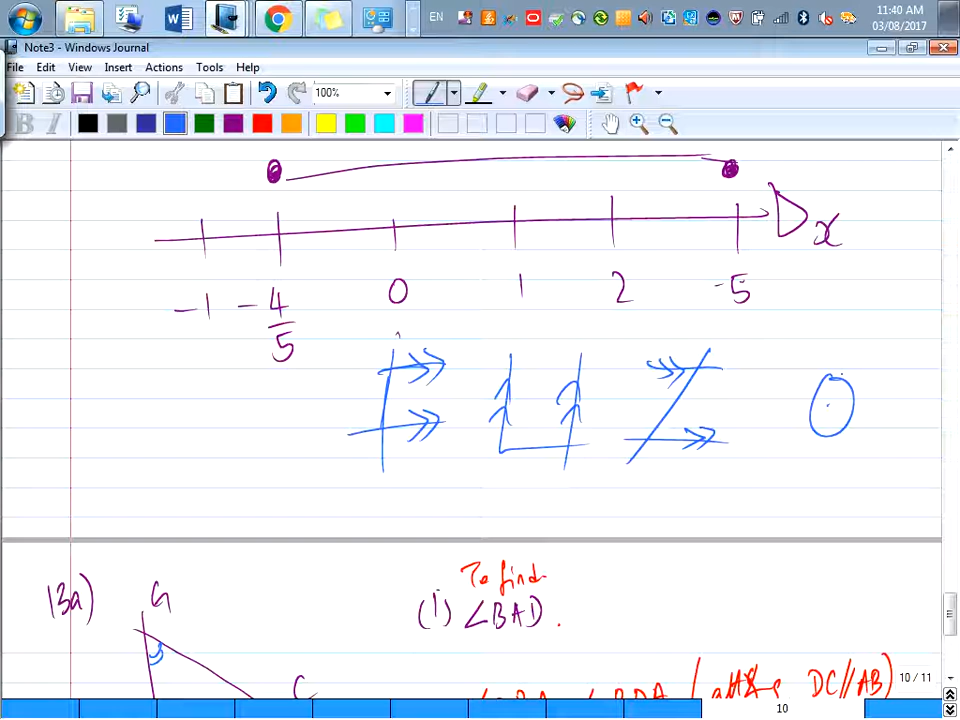 EN
11:40 AM
03/08/2017
Note3 - Windows Journal
File Edit View Insert Actions Tools Help
100%
B I
x
-1 -4/5 0 1 2 5
To find
13a) G (i) ∠BAD.
C
DC//AB)
10 / 11
10